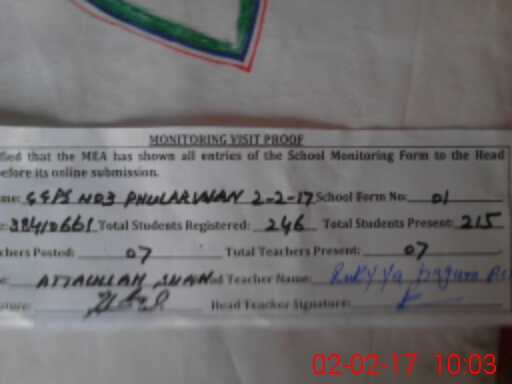 MONITORING VISIT PROOF
fied that the MEA has shown all entries of the School Monitoring Form to the Head
efore its online submission.
me: GGPS NO3 PHULARWAN 2-2-17 School Form No: 01
e: 38410661 Total Students Registered: 246 Total Students Present: 215
chers Posted: 07 Total Teachers Present: 07
ATTAULLAH d Teacher Name: Rukyya
ature: Head Teacher Signature:
02-02-17 10:03